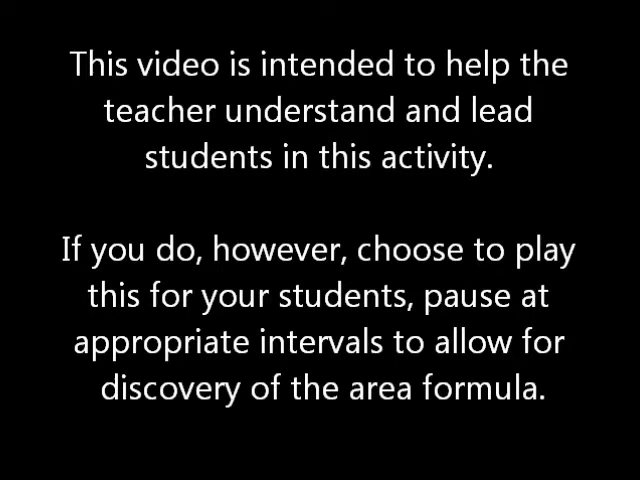 This video is intended to help the
teacher understand and lead
students in this activity.
If you do, however, choose to play
this for your students, pause at
appropriate intervals to allow for
discovery of the area formula.